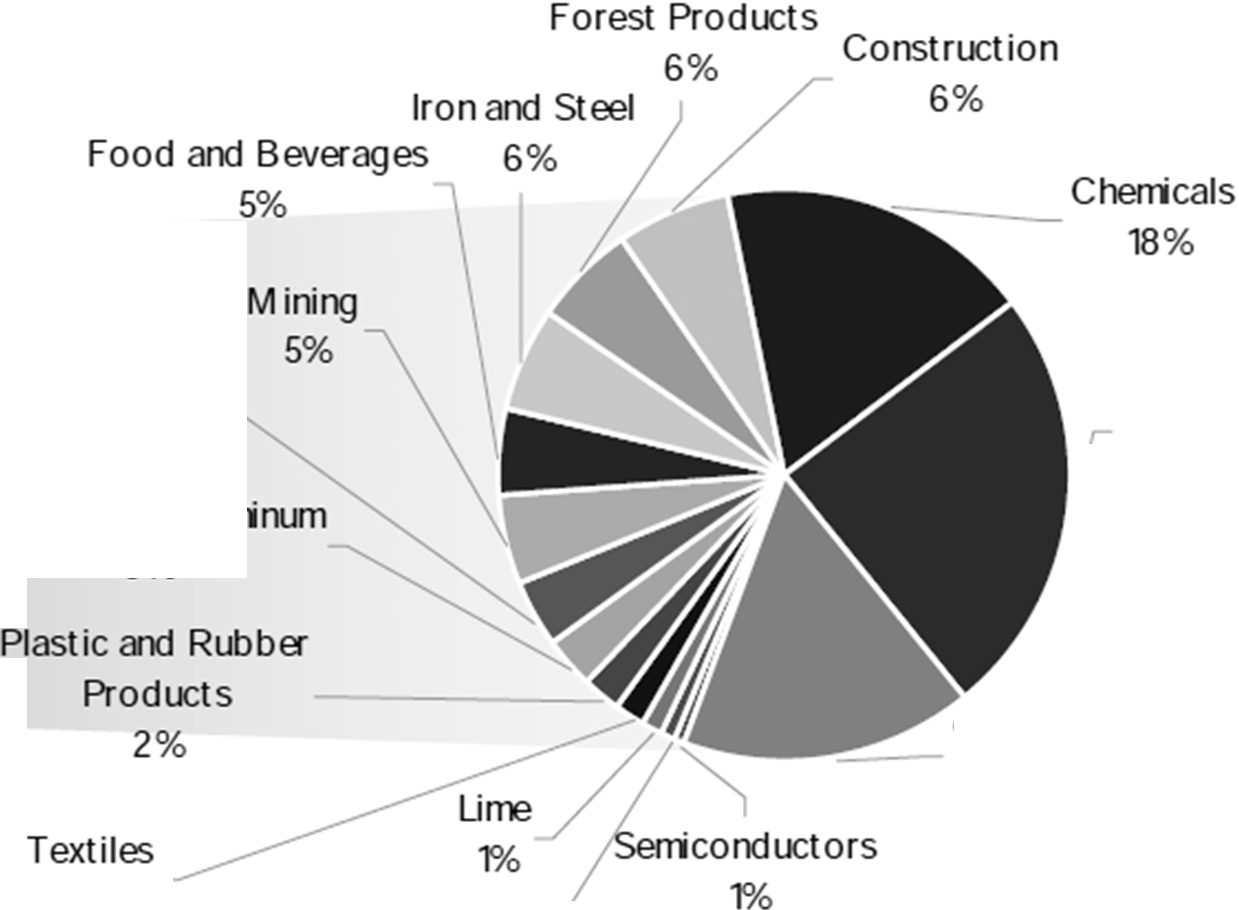 Forest Products
6%
Construction
6%
Iron and Steel
6%
Food and Beverages
5%
Chemicals
18%
Mining
5%
inum
Plastic and Rubber
Products
2%
Textiles
Lime
1%
Semiconductors
1%